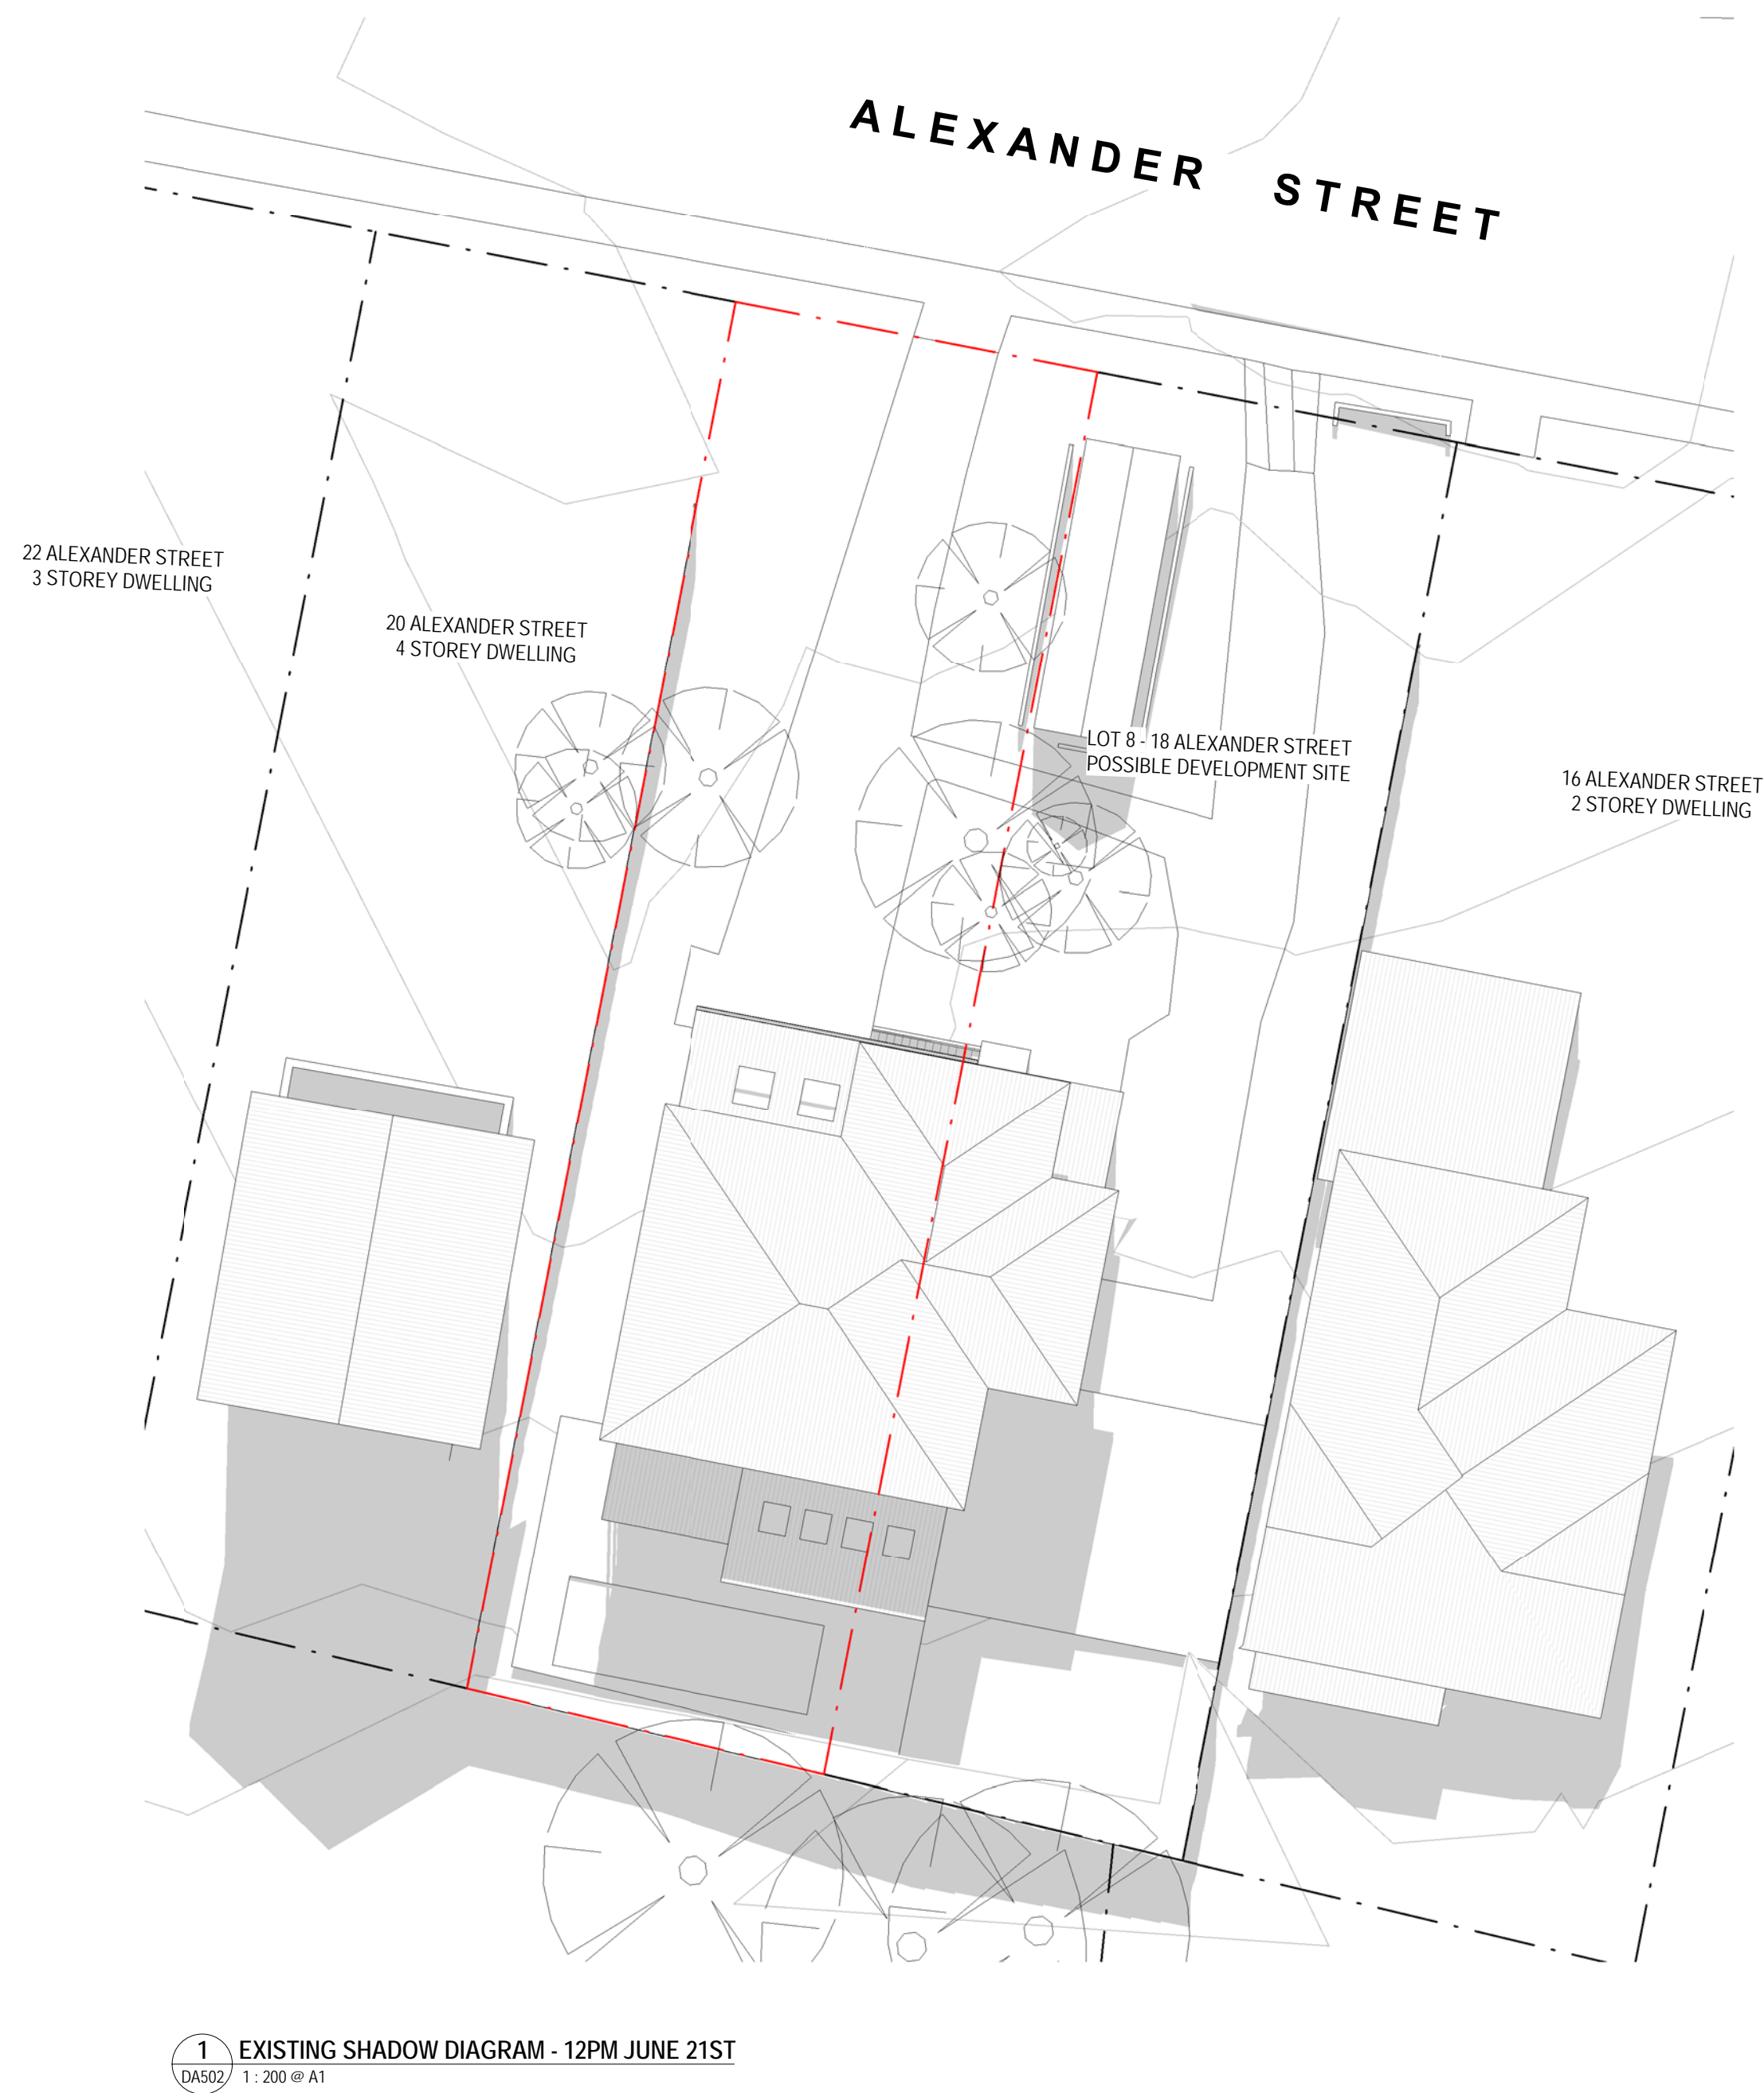 ALEXANDER STREET
22 ALEXANDER STREET
3 STOREY DWELLING
20 ALEXANDER STREET
4 STOREY DWELLING
LOT 8 - 18 ALEXANDER STREET
POSSIBLE DEVELOPMENT SITE
16 ALEXANDER STREET
2 STOREY DWELLING
1
EXISTING SHADOW DIAGRAM - 12PM JUNE 21ST
DA502
1 : 200 @ A1